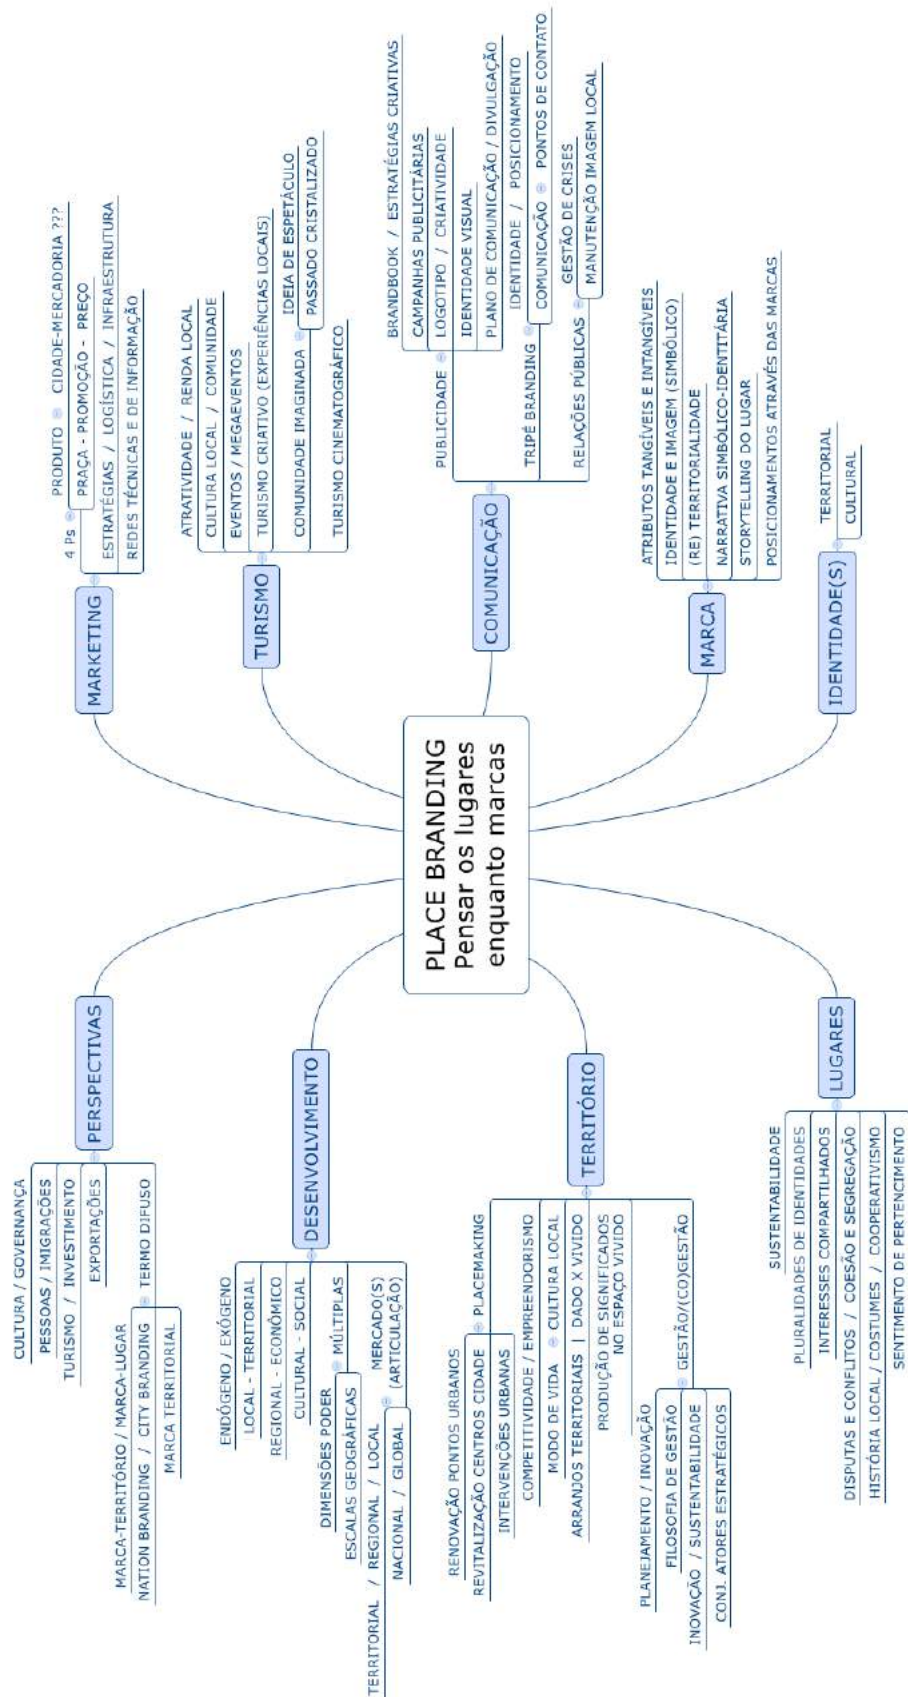 PLACE BRANDING
Pensar os lugares
enquanto marcas
MARKETING
4 Ps
PRODUTO
CIDADE-MERCADORIA ???
PRAÇA - PROMOÇÃO - PREÇO
ESTRATÉGIAS / LOGÍSTICA / INFRAESTRUTURA
REDES TÉCNICAS E DE INFORMAÇÃO
TURISMO
ATRATIVIDADE / RENDA LOCAL
CULTURA LOCAL / COMUNIDADE
EVENTOS / MEGAEVENTOS
TURISMO CRIATIVO (EXPERIÊNCIAS LOCAIS)
COMUNIDADE IMAGINADA
IDEIA DE ESPETÁCULO
PASSADO CRISTALIZADO
TURISMO CINEMATOGRÁFICO
COMUNICAÇÃO
PUBLICIDADE
BRANDBOOK / ESTRATÉGIAS CRIATIVAS
CAMPANHAS PUBLICITÁRIAS
LOGOTIPO / CRIATIVIDADE
IDENTIDADE VISUAL
PLANO DE COMUNICAÇÃO / DIVULGAÇÃO
TRIPÉ BRANDING
IDENTIDADE / POSICIONAMENTO
COMUNICAÇÃO
PONTOS DE CONTATO
RELAÇÕES PÚBLICAS
GESTÃO DE CRISES
MANUTENÇÃO IMAGEM LOCAL
MARCA
ATRIBUTOS TANGÍVEIS E INTANGÍVEIS
IDENTIDADE E IMAGEM (SIMBÓLICO)
(RE) TERRITORIALIDADE
NARRATIVA SIMBÓLICO-IDENTITÁRIA
STORYTELLING DO LUGAR
POSICIONAMENTOS ATRAVÉS DAS MARCAS
IDENTIDADE(S)
TERRITORIAL
CULTURAL
PERSPECTIVAS
CULTURA / GOVERNANÇA
PESSOAS / IMIGRAÇÕES
TURISMO / INVESTIMENTO
EXPORTAÇÕES
TERMO DIFUSO
MARCA-TERRITÓRIO / MARCA-LUGAR
NATION BRANDING / CITY BRANDING
MARCA TERRITORIAL
DESENVOLVIMENTO
ENDÓGENO / EXÓGENO
LOCAL - TERRITORIAL
REGIONAL - ECONÔMICO
CULTURAL - SOCIAL
MÚLTIPLAS
DIMENSÕES PODER
ESCALAS GEOGRÁFICAS
MERCADO(S)
(ARTICULAÇÃO)
TERRITORIAL / REGIONAL / LOCAL
NACIONAL / GLOBAL
TERRITÓRIO
PLACEMAKING
RENOVAÇÃO PONTOS URBANOS
REVITALIZAÇÃO CENTROS CIDADE
INTERVENÇÕES URBANAS
COMPETITIVIDADE / EMPREENDORISMO
CULTURA LOCAL
MODO DE VIDA
ARRANJOS TERRITORIAIS | DADO X VIVIDO
PRODUÇÃO DE SIGNIFICADOS
NO ESPAÇO VIVIDO
GESTÃO/(CO)GESTÃO
PLANEJAMENTO / INOVAÇÃO
FILOSOFIA DE GESTÃO
INOVAÇÃO / SUSTENTABILIDADE
CONJ. ATORES ESTRATÉGICOS
LUGARES
SUSTENTABILIDADE
PLURALIDADES DE IDENTIDADES
INTERESSES COMPARTILHADOS
DISPUTAS E CONFLITOS / COESÃO E SEGREGAÇÃO
HISTÓRIA LOCAL / COSTUMES / COOPERATIVISMO
SENTIMENTO DE PERTENCIMENTO